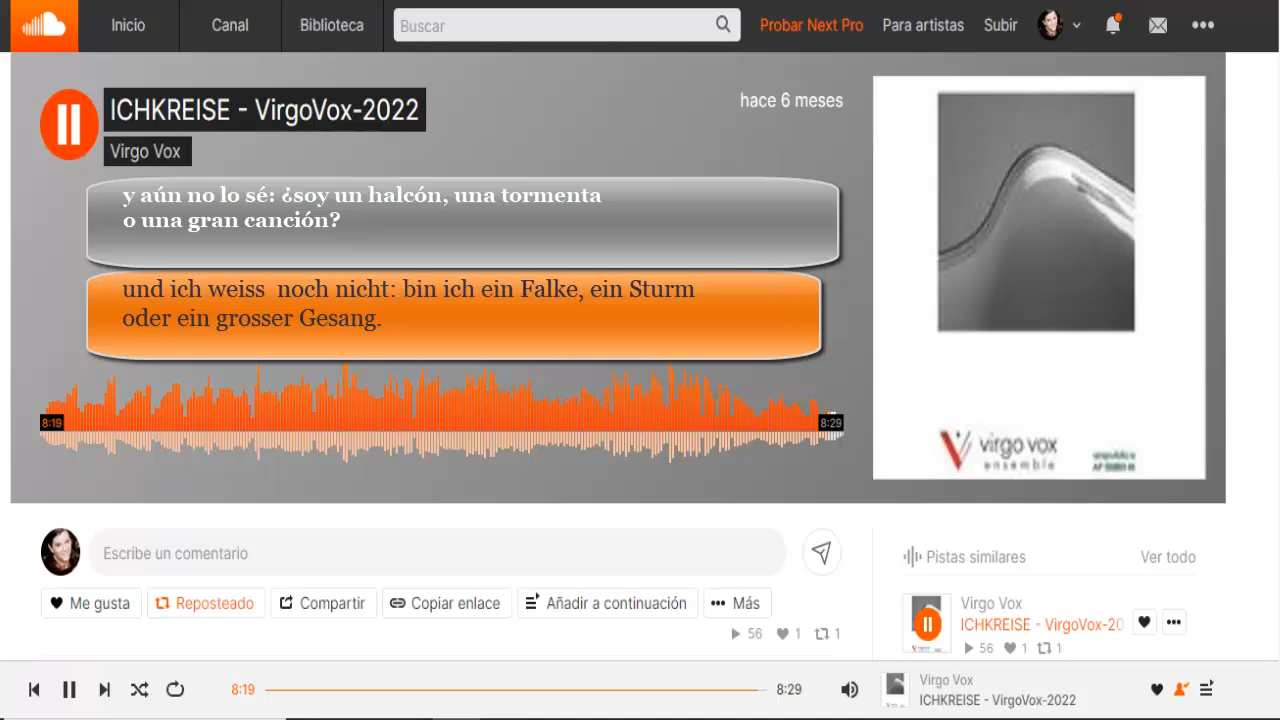 Inicio
Canal
Biblioteca
Buscar
Probar Next Pro
Para artistas
Subir
ICHKREISE - VirgoVox-2022
Virgo Vox
hace 6 meses
y aún no lo sé: ¿soy un halcón, una tormenta
o una gran canción?
und ich weiss noch nicht: bin ich ein Falke, ein Sturm
oder ein grosser Gesang.
8:19
8:29
virgo vox
ensemble
Escribe un comentario
Me gusta
Reposteado
Compartir
Copiar enlace
Añadir a continuación
Más
56
1
1
Pistas similares
Ver todo
Virgo Vox
ICHKREISE - VirgoVox-20
56
1
1
8:19
8:29
Virgo Vox
ICHKREISE - VirgoVox-2022